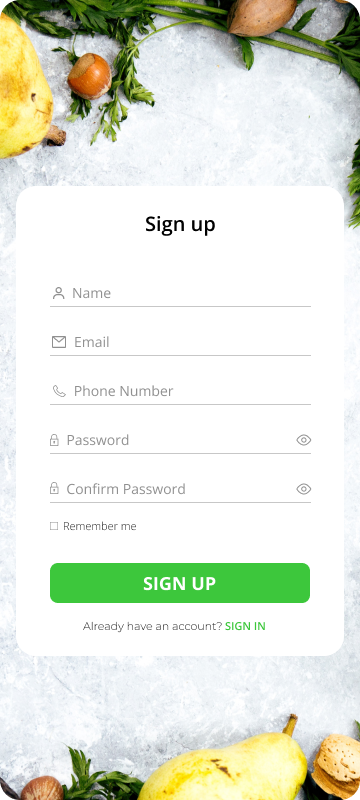 Sign up
Name
Email
Phone Number
Password
Confirm Password
Remember me
SIGN UP
Already have an account? SIGN IN